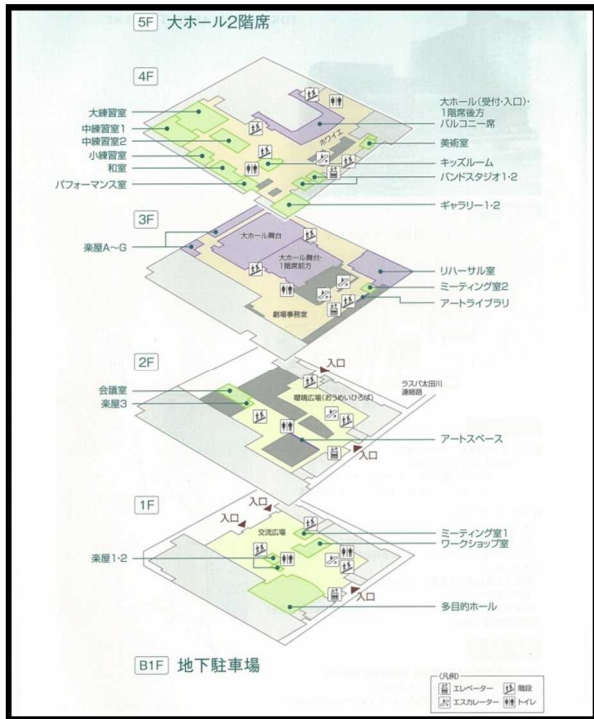 5F 大ホール2階席
4F
大練習室
中練習室1
中練習室2
小練習室
和室
パフォーマンス室
ホワイエ
大ホール(受付・入口)・
1階席後方
バルコニー席
美術室
キッズルーム
バンドスタジオ1・2
ギャラリー1・2
3F
楽屋A〜G
大ホール舞台
大ホール舞台・
1階席前方
劇場事務室
リハーサル室
ミーティング室2
アートライブラリ
2F
入口
会議室
楽屋3
嚶鳴広場(おうめいひろば)
ラスパ太田川
連絡路
アートスペース
入口
1F
入口
入口
交流広場
楽屋1・2
ミーティング室1
ワークショップ室
入口
多目的ホール
B1F 地下駐車場
(凡例)
エレベーター 階段
エスカレーター トイレ